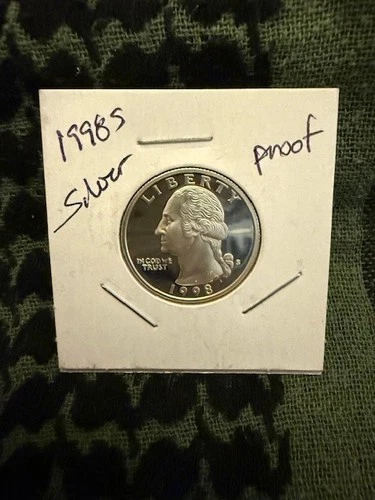 1998s
Silver
proof
LIBERTY
IN GOD WE
TRUST
S
1998